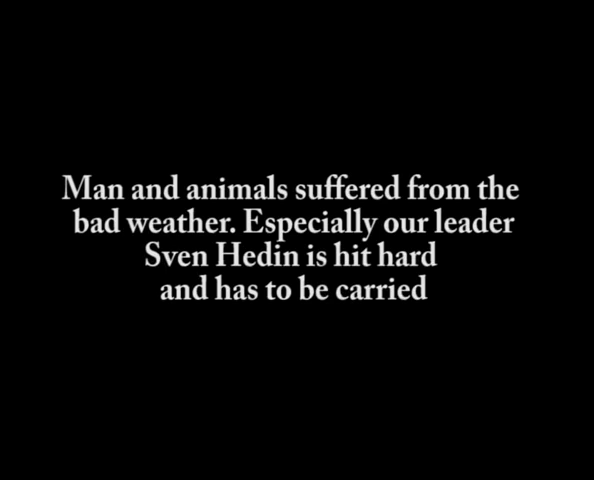 Man and animals suffered from the
bad weather. Especially our leader
Sven Hedin is hit hard
and has to be carried